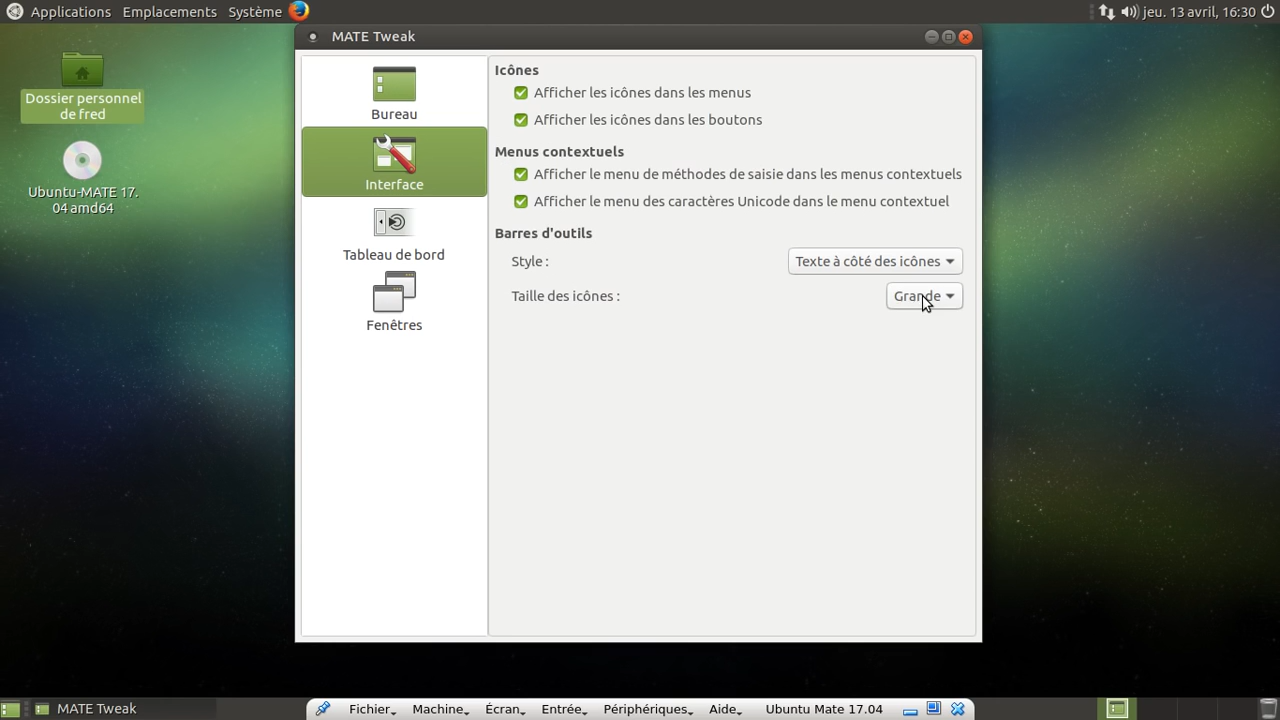 Applications Emplacements Système jeu. 13 avril, 16:30
MATE Tweak
Dossier personnel
de fred
Ubuntu-MATE 17.
04 amd64
Bureau
Interface
Tableau de bord
Fenêtres
Icônes
Afficher les icônes dans les menus
Afficher les icônes dans les boutons
Menus contextuels
Afficher le menu de méthodes de saisie dans les menus contextuels
Afficher le menu des caractères Unicode dans le menu contextuel
Barres d'outils
Style : Texte à côté des icônes
Taille des icônes : Grande
MATE Tweak Fichier Machine Écran Entrée Périphériques Aide Ubuntu Mate 17.04